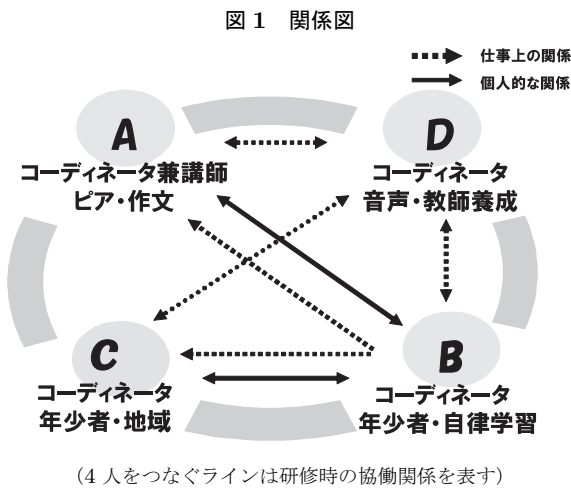 図1 関係図
仕事上の関係
個人的な関係
A
コーディネータ兼講師
ピア・作文
D
コーディネータ
音声・教師養成
C
コーディネータ
年少者・地域
B
コーディネータ
年少者・自律学習
（4 人をつなぐラインは研修時の協働関係を表す）